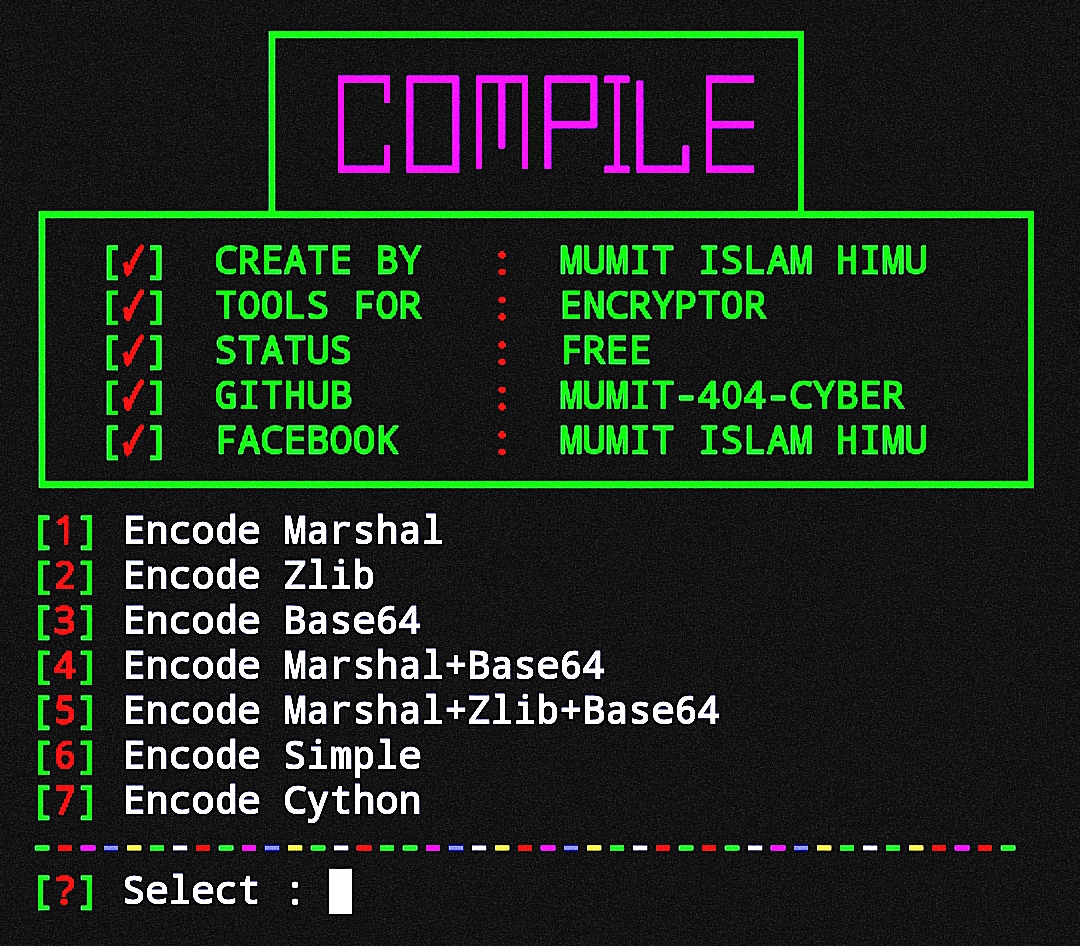 COMPILE
[✓] CREATE BY : MUMIT ISLAM HIMU
[✓] TOOLS FOR : ENCRYPTOR
[✓] STATUS : FREE
[✓] GITHUB : MUMIT-404-CYBER
[✓] FACEBOOK : MUMIT ISLAM HIMU
[1] Encode Marshal
[2] Encode Zlib
[3] Encode Base64
[4] Encode Marshal+Base64
[5] Encode Marshal+Zlib+Base64
[6] Encode Simple
[7] Encode Cython
[?] Select :